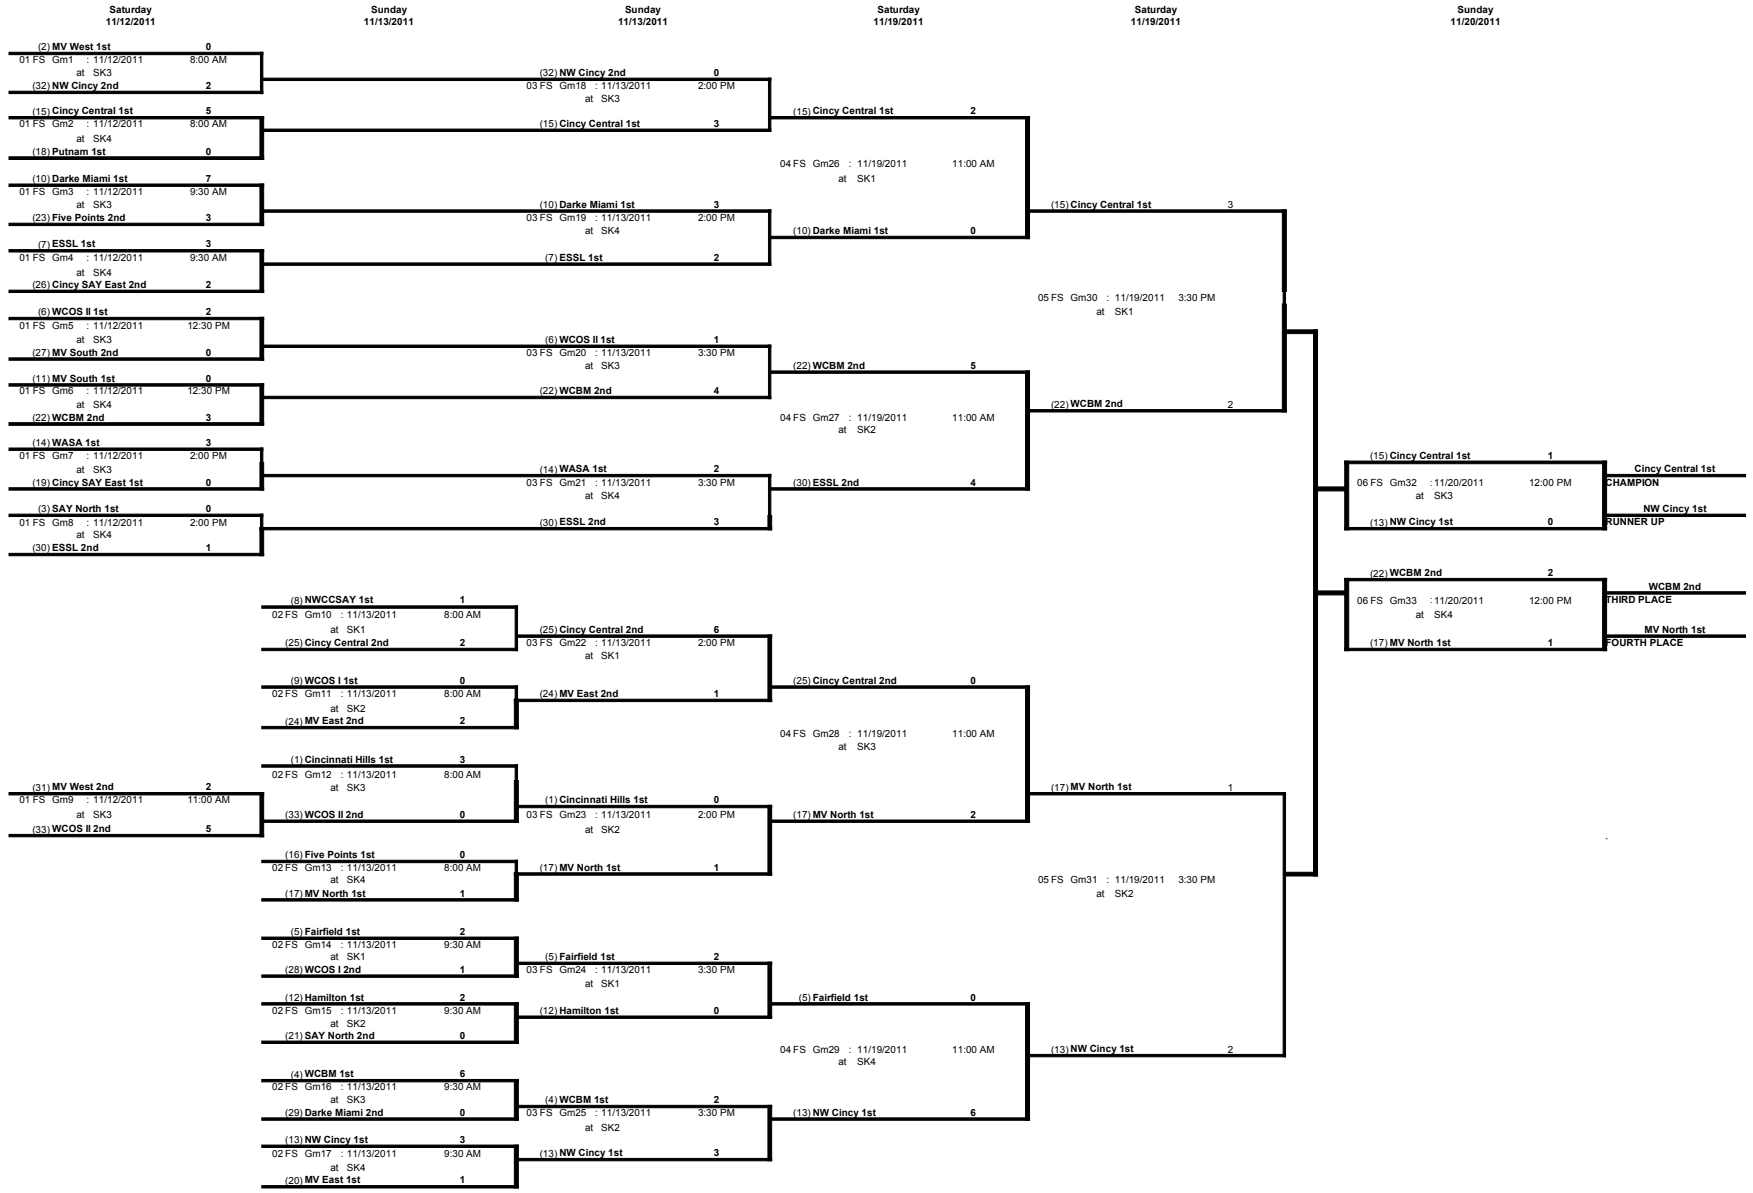 Saturday
11/12/2011
Sunday
11/13/2011
Sunday
11/13/2011
Saturday
11/19/2011
Saturday
11/19/2011
Sunday
11/20/2011
(2) MV West 1st 0
01 FS Gm1 : 11/12/2011 8:00 AM
at SK3
(32) NW Cincy 2nd 2
(15) Cincy Central 1st 5
01 FS Gm2 : 11/12/2011 8:00 AM
at SK4
(18) Putnam 1st 0
(10) Darke Miami 1st 7
01 FS Gm3 : 11/12/2011 9:30 AM
at SK3
(23) Five Points 2nd 3
(7) ESSL 1st 3
01 FS Gm4 : 11/12/2011 9:30 AM
at SK4
(26) Cincy SAY East 2nd 2
(6) WCOS II 1st 2
01 FS Gm5 : 11/12/2011 12:30 PM
at SK3
(27) MV South 2nd 0
(11) MV South 1st 0
01 FS Gm6 : 11/12/2011 12:30 PM
at SK4
(22) WCBM 2nd 3
(14) WASA 1st 3
01 FS Gm7 : 11/12/2011 2:00 PM
at SK3
(19) Cincy SAY East 1st 0
(3) SAY North 1st 0
01 FS Gm8 : 11/12/2011 2:00 PM
at SK4
(30) ESSL 2nd 1
(31) MV West 2nd 2
01 FS Gm9 : 11/12/2011 11:00 AM
at SK3
(33) WCOS II 2nd 5
(8) NWCCSAY 1st 1
02 FS Gm10 : 11/13/2011 8:00 AM
at SK1
(25) Cincy Central 2nd 2
(9) WCOS I 1st 0
02 FS Gm11 : 11/13/2011 8:00 AM
at SK2
(24) MV East 2nd 2
(1) Cincinnati Hills 1st 3
02 FS Gm12 : 11/13/2011 8:00 AM
at SK3
(33) WCOS II 2nd 0
(16) Five Points 1st 0
02 FS Gm13 : 11/13/2011 8:00 AM
at SK4
(17) MV North 1st 1
(5) Fairfield 1st 2
02 FS Gm14 : 11/13/2011 9:30 AM
at SK1
(28) WCOS I 2nd 1
(12) Hamilton 1st 2
02 FS Gm15 : 11/13/2011 9:30 AM
at SK2
(21) SAY North 2nd 0
(4) WCBM 1st 6
02 FS Gm16 : 11/13/2011 9:30 AM
at SK3
(29) Darke Miami 2nd 0
(13) NW Cincy 1st 3
02 FS Gm17 : 11/13/2011 9:30 AM
at SK4
(20) MV East 1st 1
(32) NW Cincy 2nd 0
03 FS Gm18 : 11/13/2011 2:00 PM
at SK3
(15) Cincy Central 1st 3
(10) Darke Miami 1st 3
03 FS Gm19 : 11/13/2011 2:00 PM
at SK4
(7) ESSL 1st 2
(6) WCOS II 1st 1
03 FS Gm20 : 11/13/2011 3:30 PM
at SK3
(22) WCBM 2nd 4
(14) WASA 1st 2
03 FS Gm21 : 11/13/2011 3:30 PM
at SK4
(30) ESSL 2nd 3
(25) Cincy Central 2nd 6
03 FS Gm22 : 11/13/2011 2:00 PM
at SK1
(24) MV East 2nd 1
(1) Cincinnati Hills 1st 0
03 FS Gm23 : 11/13/2011 2:00 PM
at SK2
(17) MV North 1st 1
(5) Fairfield 1st 2
03 FS Gm24 : 11/13/2011 3:30 PM
at SK1
(12) Hamilton 1st 0
(4) WCBM 1st 2
03 FS Gm25 : 11/13/2011 3:30 PM
at SK2
(13) NW Cincy 1st 3
(15) Cincy Central 1st 2
04 FS Gm26 : 11/19/2011 11:00 AM
at SK1
(10) Darke Miami 1st 0
(22) WCBM 2nd 5
04 FS Gm27 : 11/19/2011 11:00 AM
at SK2
(30) ESSL 2nd 4
(25) Cincy Central 2nd 0
04 FS Gm28 : 11/19/2011 11:00 AM
at SK3
(17) MV North 1st 2
(5) Fairfield 1st 0
04 FS Gm29 : 11/19/2011 11:00 AM
at SK4
(13) NW Cincy 1st 6
(15) Cincy Central 1st 3
05 FS Gm30 : 11/19/2011 3:30 PM
at SK1
(22) WCBM 2nd 2
(17) MV North 1st 1
05 FS Gm31 : 11/19/2011 3:30 PM
at SK2
(13) NW Cincy 1st 2
(15) Cincy Central 1st 1
06 FS Gm32 : 11/20/2011 12:00 PM
at SK3
(13) NW Cincy 1st 0
(22) WCBM 2nd 2
06 FS Gm33 : 11/20/2011 12:00 PM
at SK4
(17) MV North 1st 1
Cincy Central 1st
CHAMPION
NW Cincy 1st
RUNNER UP
WCBM 2nd
THIRD PLACE
MV North 1st
FOURTH PLACE